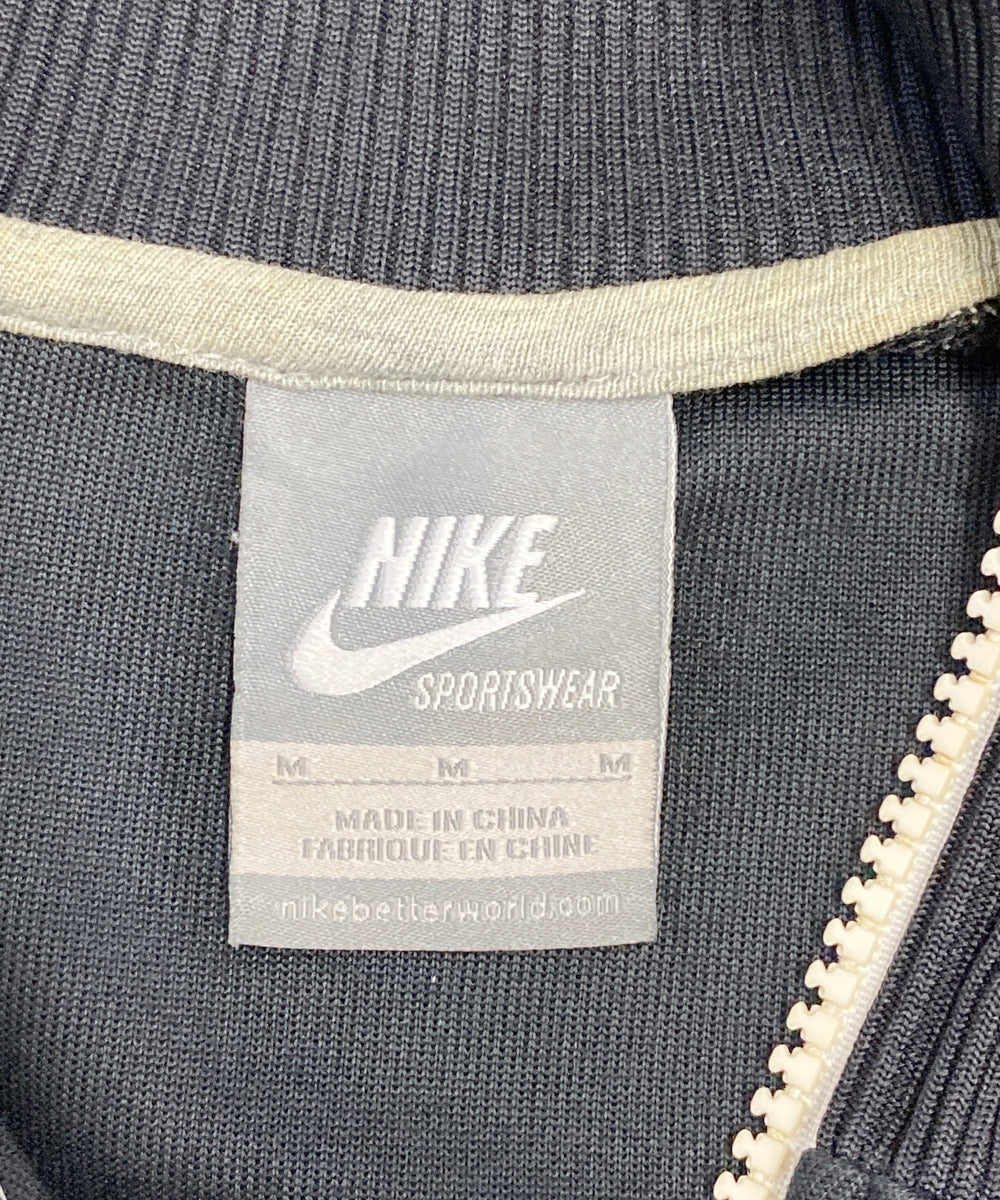 NIKE
SPORTSWEAR
M M M
MADE IN CHINA
FABRIQUE EN CHINE
nikebetterworld.com